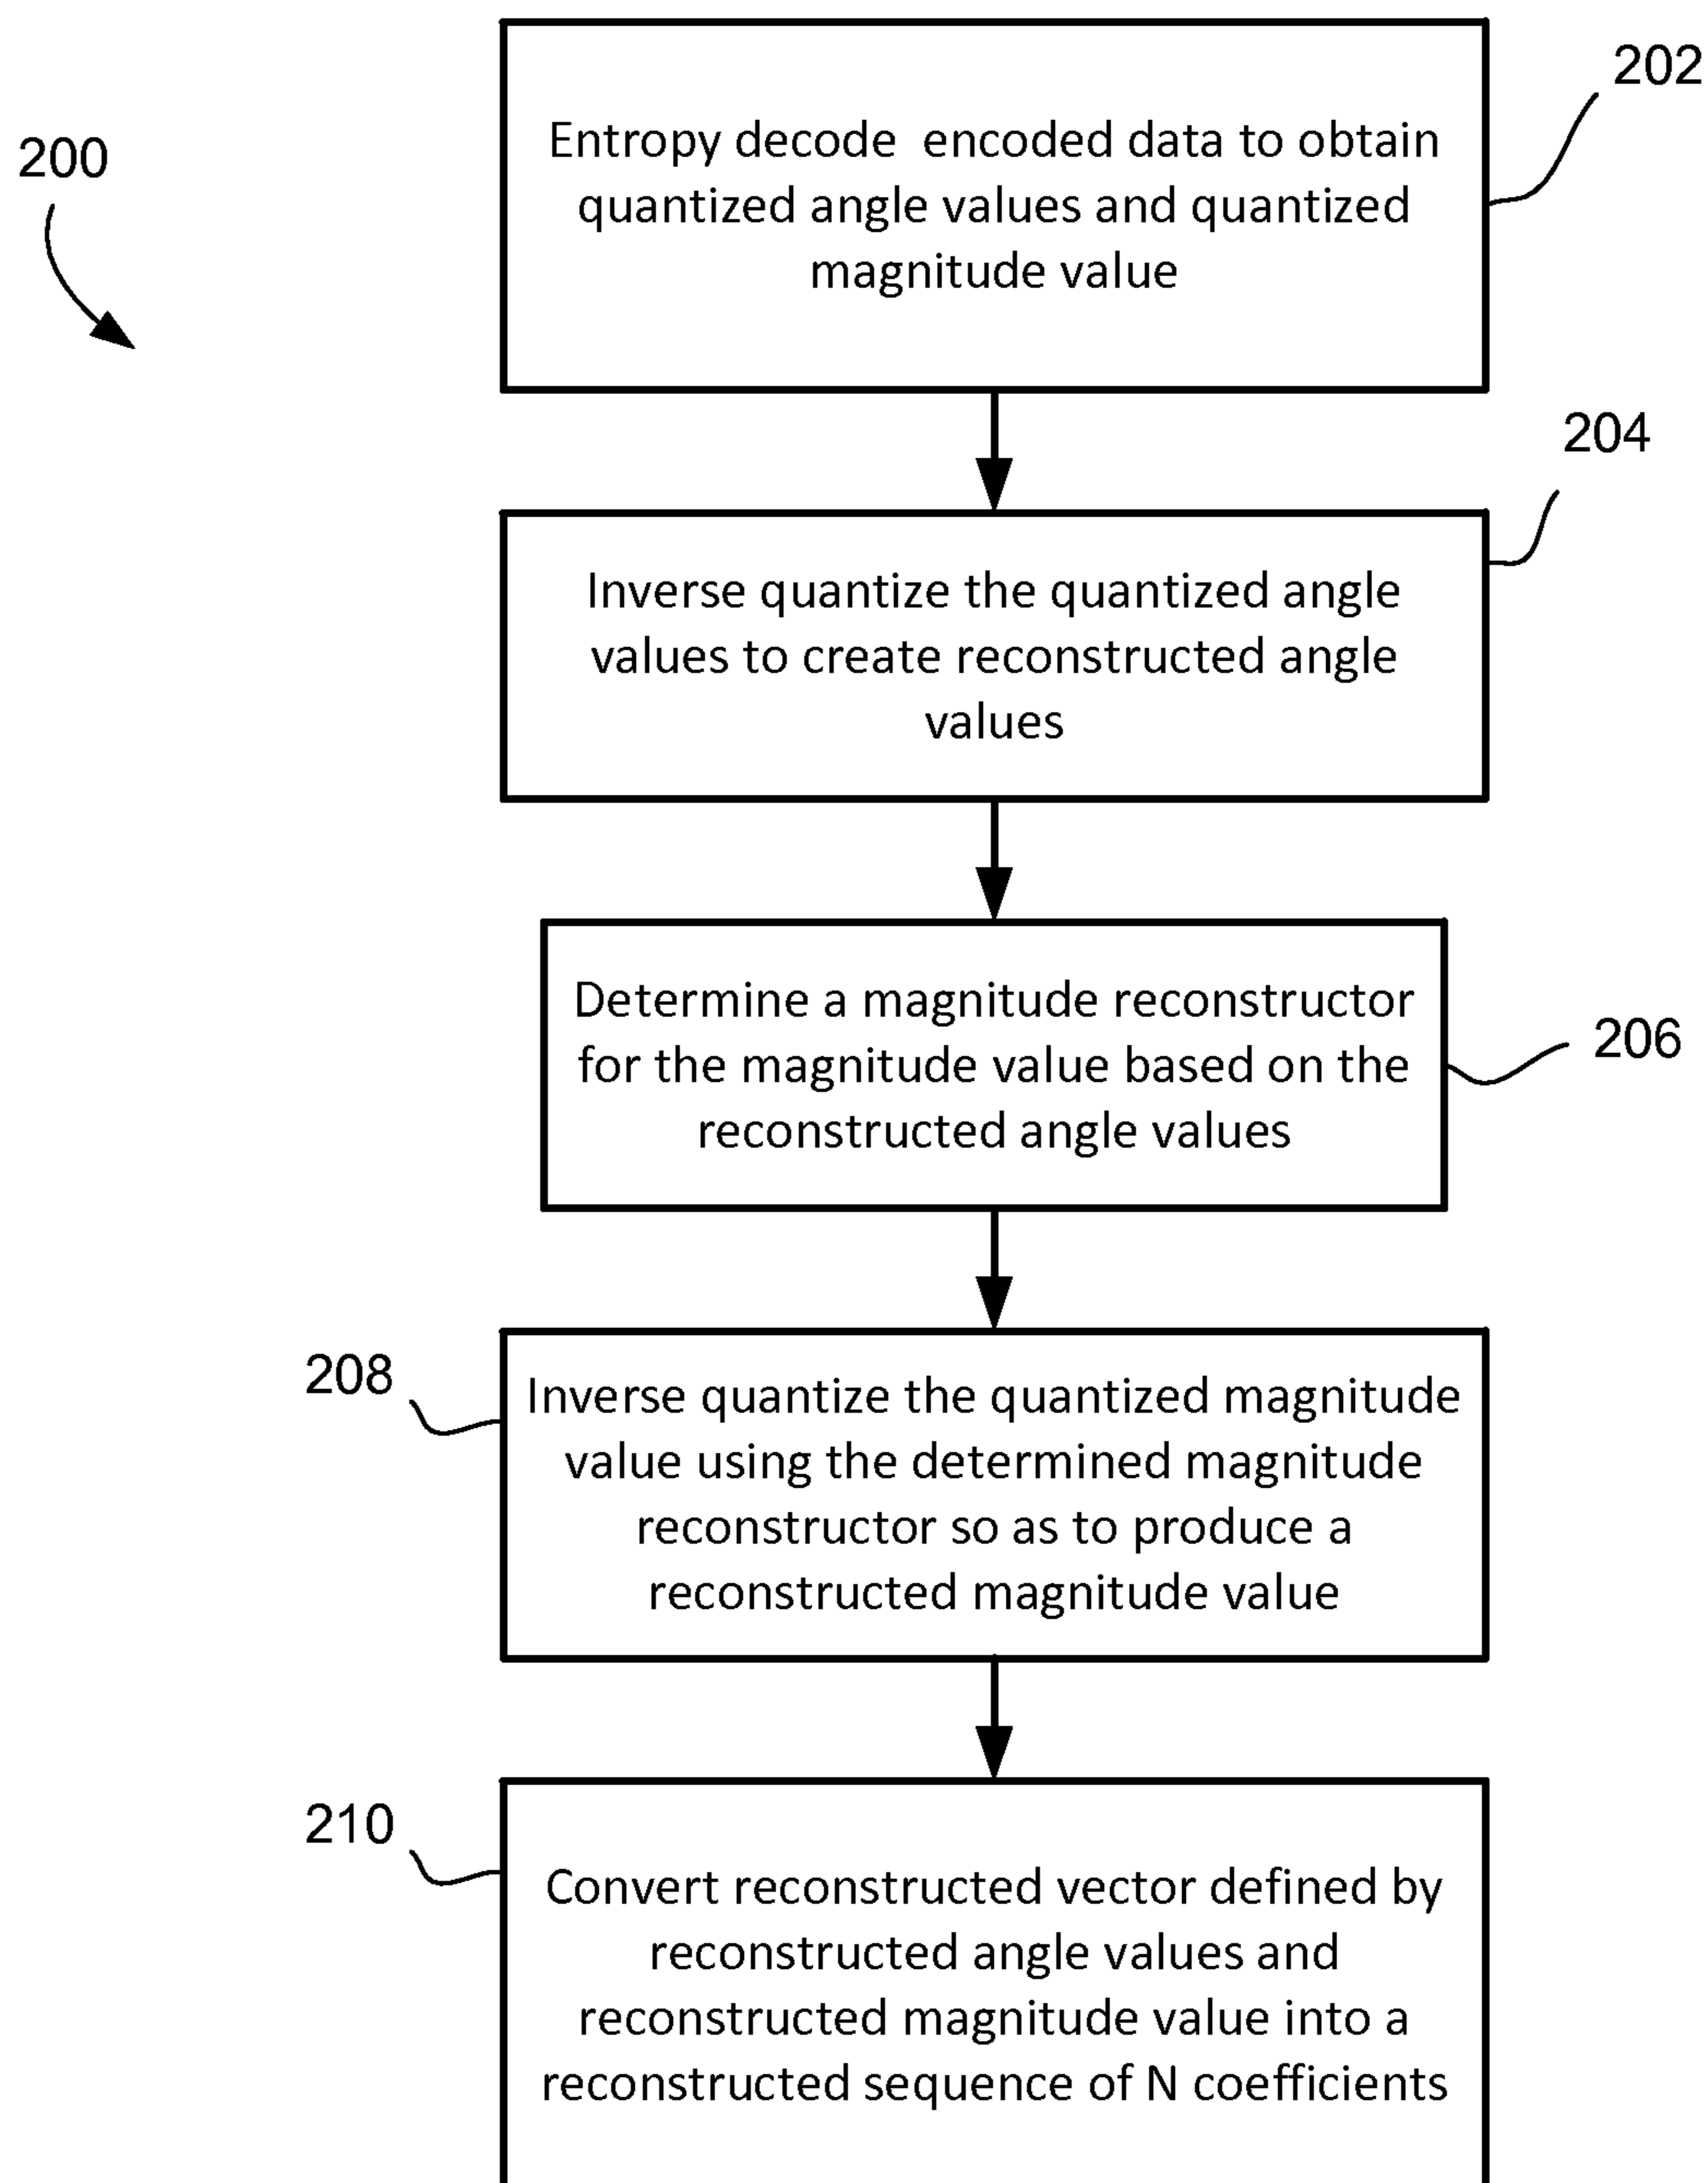 200
202
Entropy decode  encoded data to obtain
quantized angle values and quantized
magnitude value
204
Inverse quantize the quantized angle
values to create reconstructed angle
values
Determine a magnitude reconstructor
for the magnitude value based on the
reconstructed angle values
206
208
Inverse quantize the quantized magnitude
value using the determined magnitude
reconstructor so as to produce a
reconstructed magnitude value
210
Convert reconstructed vector defined by
reconstructed angle values and
reconstructed magnitude value into a
reconstructed sequence of N coefficients